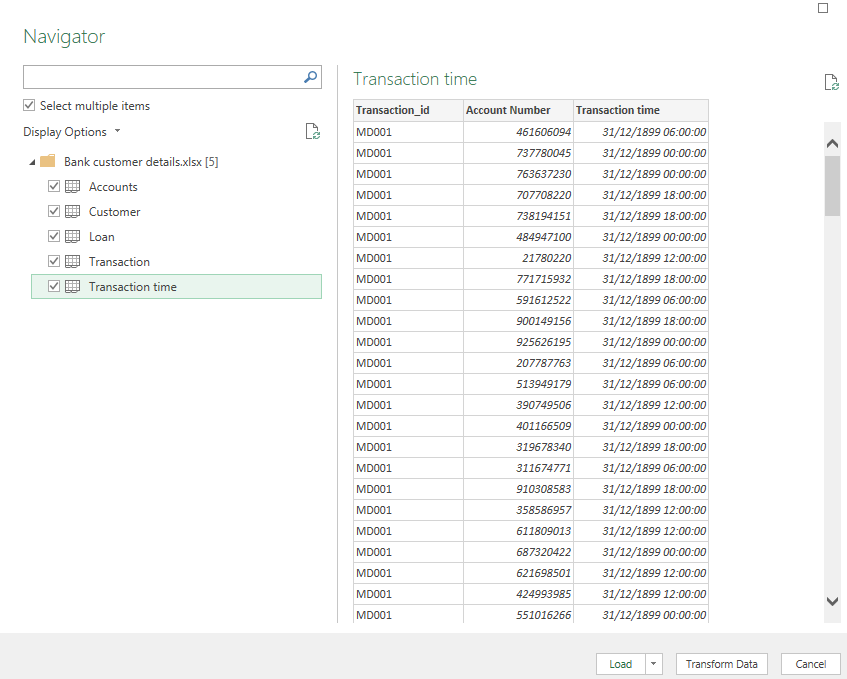 Navigator
Select multiple items
Display Options
Bank customer details.xlsx [5]
Accounts
Customer
Loan
Transaction
Transaction time
Transaction time
Transaction_id Account Number Transaction time
MD001 461606094 31/12/1899 06:00:00
MD001 737780045 31/12/1899 00:00:00
MD001 763637230 31/12/1899 00:00:00
MD001 707708220 31/12/1899 18:00:00
MD001 738194151 31/12/1899 18:00:00
MD001 484947100 31/12/1899 00:00:00
MD001 21780220 31/12/1899 12:00:00
MD001 771715932 31/12/1899 18:00:00
MD001 591612522 31/12/1899 06:00:00
MD001 900149156 31/12/1899 18:00:00
MD001 925626195 31/12/1899 00:00:00
MD001 207787763 31/12/1899 06:00:00
MD001 513949179 31/12/1899 06:00:00
MD001 390749506 31/12/1899 12:00:00
MD001 401166509 31/12/1899 00:00:00
MD001 319678340 31/12/1899 18:00:00
MD001 311674771 31/12/1899 06:00:00
MD001 910308583 31/12/1899 18:00:00
MD001 358586957 31/12/1899 12:00:00
MD001 611809013 31/12/1899 12:00:00
MD001 687320422 31/12/1899 00:00:00
MD001 621698501 31/12/1899 12:00:00
MD001 424993985 31/12/1899 12:00:00
MD001 551016266 31/12/1899 00:00:00
Load Transform Data Cancel